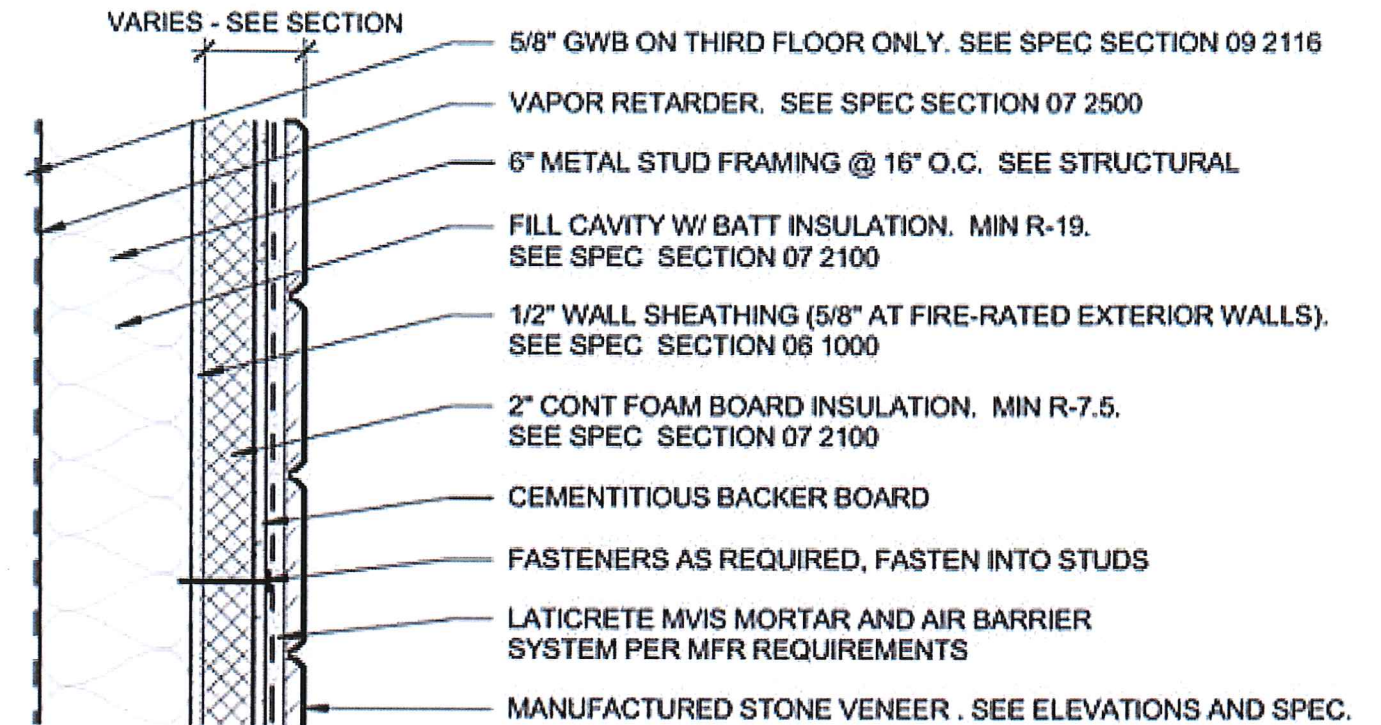 VARIES - SEE SECTION
5/8" GWB ON THIRD FLOOR ONLY. SEE SPEC SECTION 09 2116
VAPOR RETARDER. SEE SPEC SECTION 07 2500
6" METAL STUD FRAMING @ 16" O.C. SEE STRUCTURAL
FILL CAVITY W/ BATT INSULATION. MIN R-19.
SEE SPEC SECTION 07 2100
1/2" WALL SHEATHING (5/8" AT FIRE-RATED EXTERIOR WALLS).
SEE SPEC SECTION 06 1000
2" CONT FOAM BOARD INSULATION. MIN R-7.5.
SEE SPEC SECTION 07 2100
CEMENTITIOUS BACKER BOARD
FASTENERS AS REQUIRED, FASTEN INTO STUDS
LATICRETE MVIS MORTAR AND AIR BARRIER
SYSTEM PER MFR REQUIREMENTS
MANUFACTURED STONE VENEER . SEE ELEVATIONS AND SPEC.